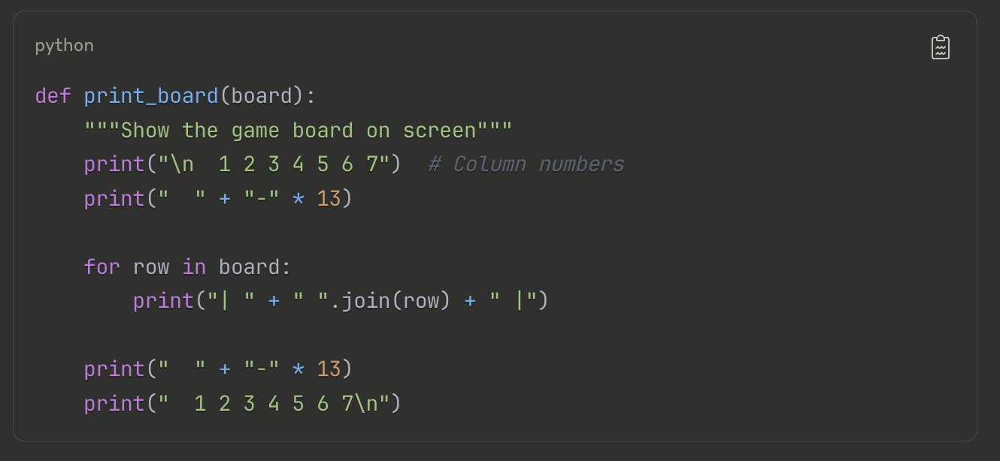 python
def print_board(board):
    """Show the game board on screen"""
    print("\n  1 2 3 4 5 6 7")  # Column numbers
    print("  " + "-" * 13)
    for row in board:
        print("| " + " ".join(row) + " |")
    print("  " + "-" * 13)
    print("  1 2 3 4 5 6 7\n")